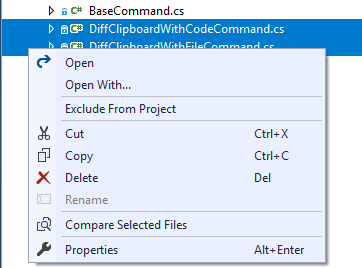 BaseCommand.cs
DiffClipboardWithCodeCommand.cs
DiffClipboardWithFileCommand.cs
Open
Open With...
Exclude From Project
Cut Ctrl+X
Copy Ctrl+C
Delete Del
Rename
Compare Selected Files
Properties Alt+Enter